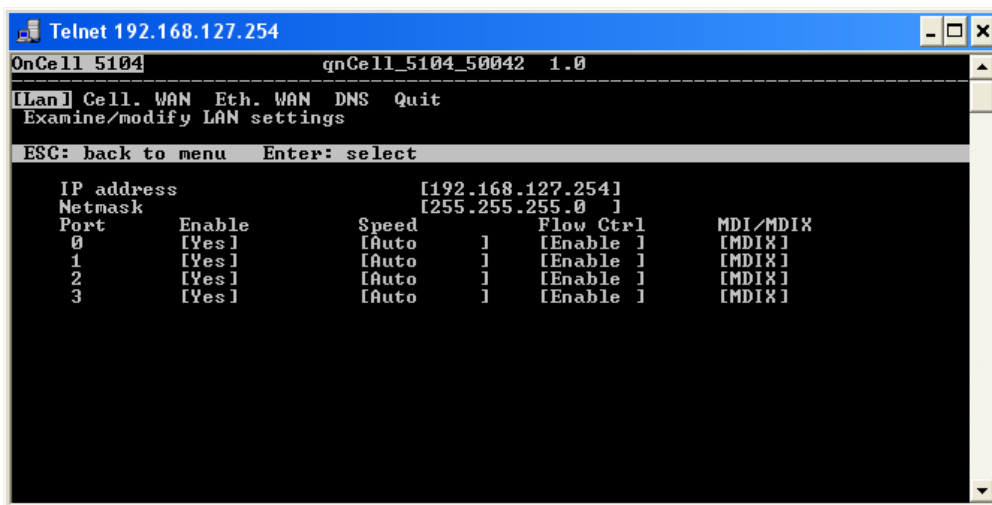 Telnet 192.168.127.254
OnCell 5104 qnCell_5104_50042 1.0
[Lan] Cell. WAN Eth. WAN DNS Quit
Examine/modify LAN settings
ESC: back to menu Enter: select
IP address [192.168.127.254]
Netmask [255.255.255.0 ]
Port Enable Speed Flow Ctrl MDI/MDIX
0 [Yes] [Auto ] [Enable ] [MDIX]
1 [Yes] [Auto ] [Enable ] [MDIX]
2 [Yes] [Auto ] [Enable ] [MDIX]
3 [Yes] [Auto ] [Enable ] [MDIX]